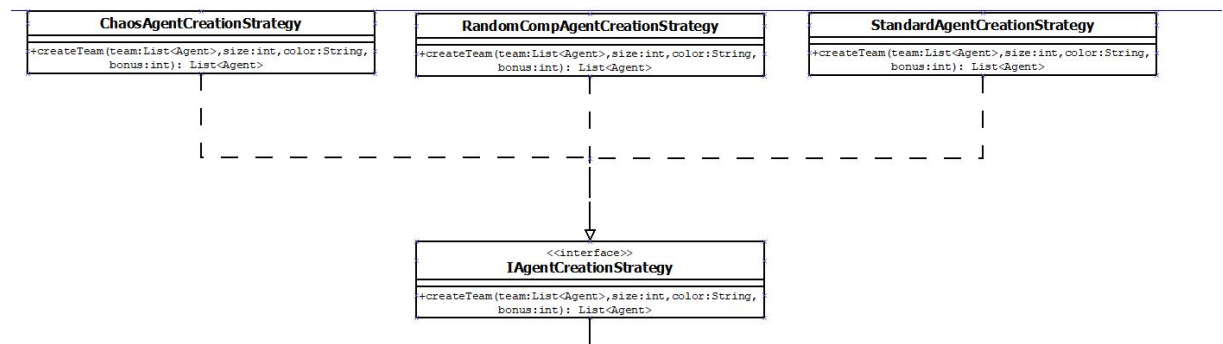 ChaosAgentCreationStrategy
+createTeam(team:List<Agent>,size:int,color:String,
bonus:int): List<Agent>
RandomCompAgentCreationStrategy
+createTeam(team:List<Agent>,size:int,color:String,
bonus:int): List<Agent>
StandardAgentCreationStrategy
+createTeam(team:List<Agent>,size:int,color:String,
bonus:int): List<Agent>
<<interface>>
IAgentCreationStrategy
+createTeam(team:List<Agent>,size:int,color:String,
bonus:int): List<Agent>